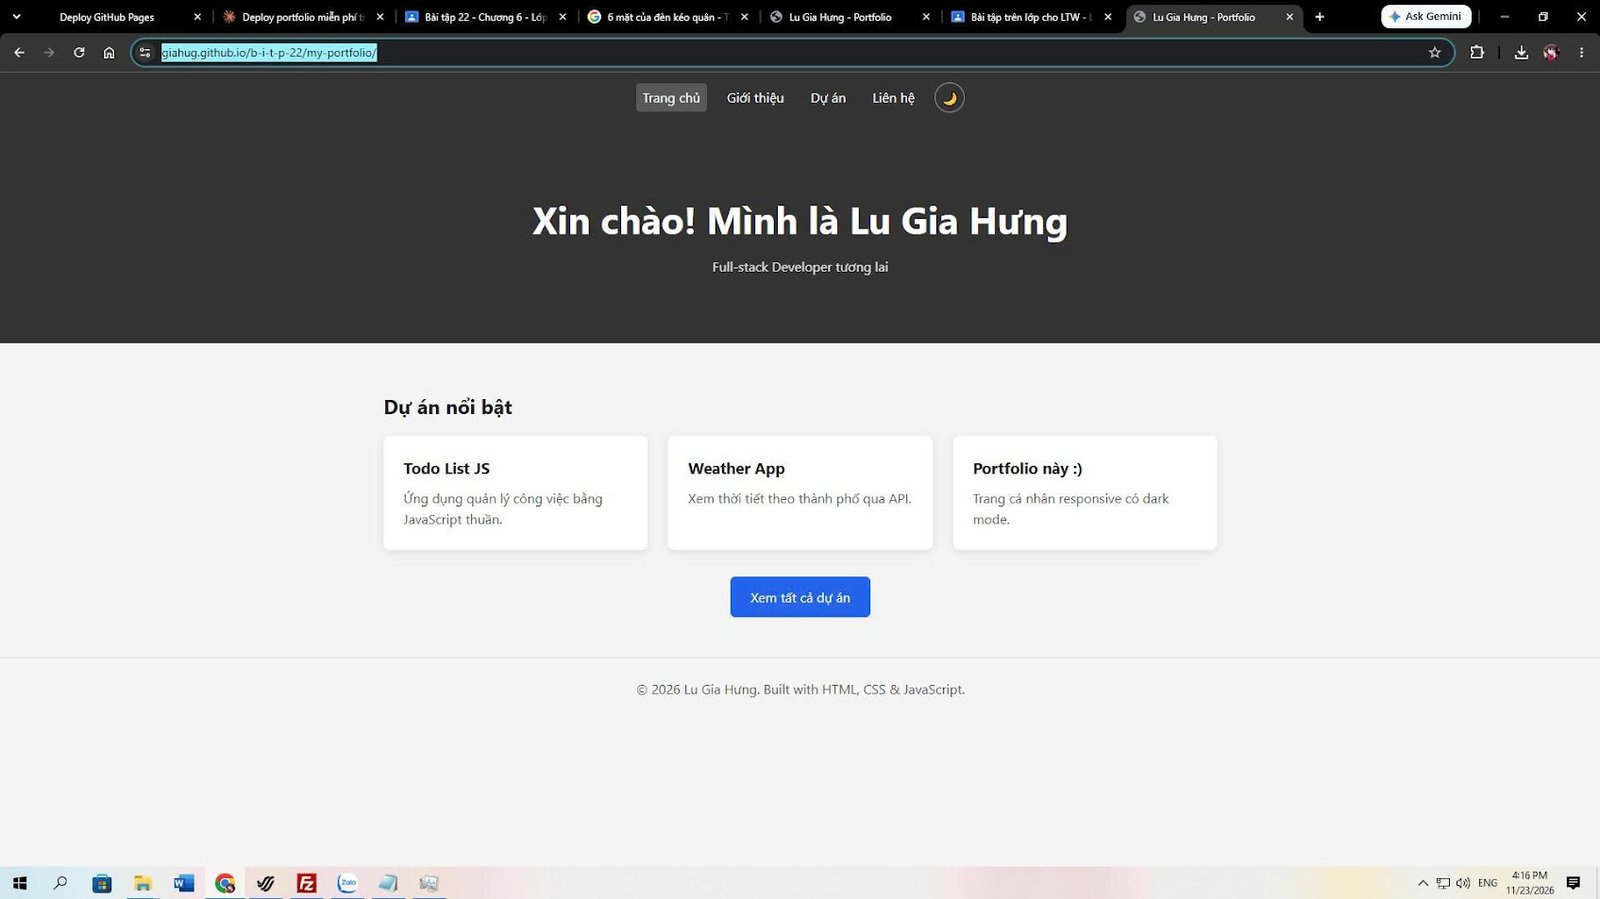 Deploy GitHub Pages
Deploy portfolio miễn phí tr
Bài tập 22 - Chương 6 - Lớp
6 mặt của đèn kéo quân - T
Lu Gia Hưng - Portfolio
Bài tập trên lớp cho LTW - L
Lu Gia Hưng - Portfolio
Ask Gemini
giahug.github.io/b-i-t-p-22/my-portfolio/
Trang chủ
Giới thiệu
Dự án
Liên hệ
Xin chào! Mình là Lu Gia Hưng
Full-stack Developer tương lai
Dự án nổi bật
Todo List JS
Ứng dụng quản lý công việc bằng
JavaScript thuần.
Weather App
Xem thời tiết theo thành phố qua API.
Portfolio này :)
Trang cá nhân responsive có dark
mode.
Xem tất cả dự án
© 2026 Lu Gia Hưng. Built with HTML, CSS & JavaScript.
Zalo
ENG
4:16 PM
11/23/2026